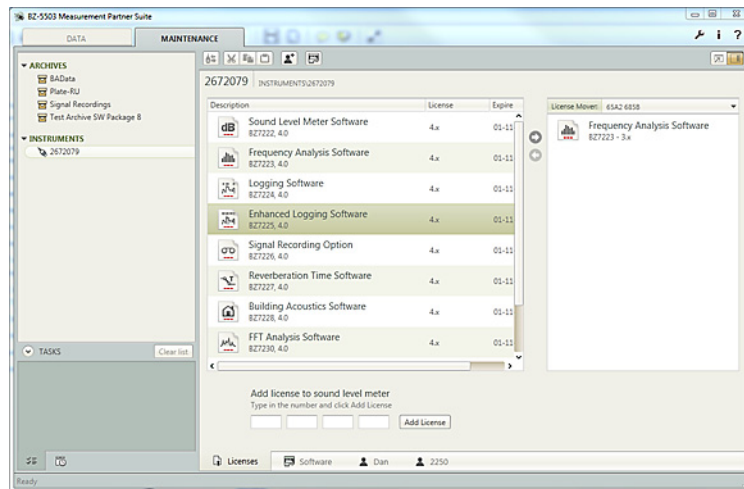 BZ-5503 Measurement Partner Suite
DATA
MAINTENANCE
ARCHIVES
BAData
Plate-RU
Signal Recordings
Test Archive SW Package 8
INSTRUMENTS
2672079
2672079 INSTRUMENTS\2672079
Description License Expire
Sound Level Meter Software
BZ7222, 4.0
4.x 01-11
Frequency Analysis Software
BZ7223, 4.0
4.x 01-11
Logging Software
BZ7224, 4.0
4.x 01-11
Enhanced Logging Software
BZ7225, 4.0
4.x 01-11
Signal Recording Option
BZ7226, 4.0
4.x 01-11
Reverberation Time Software
BZ7227, 4.0
4.x 01-11
Building Acoustics Software
BZ7228, 4.0
4.x 01-11
FFT Analysis Software
BZ7230, 4.0
4.x 01-11
License Mover: 65A2 6858
Frequency Analysis Software
BZ7223 - 3.x
TASKS
Clear list
Add license to sound level meter
Type in the number and click Add License
Add License
Licenses
Software
Dan
2250
Ready